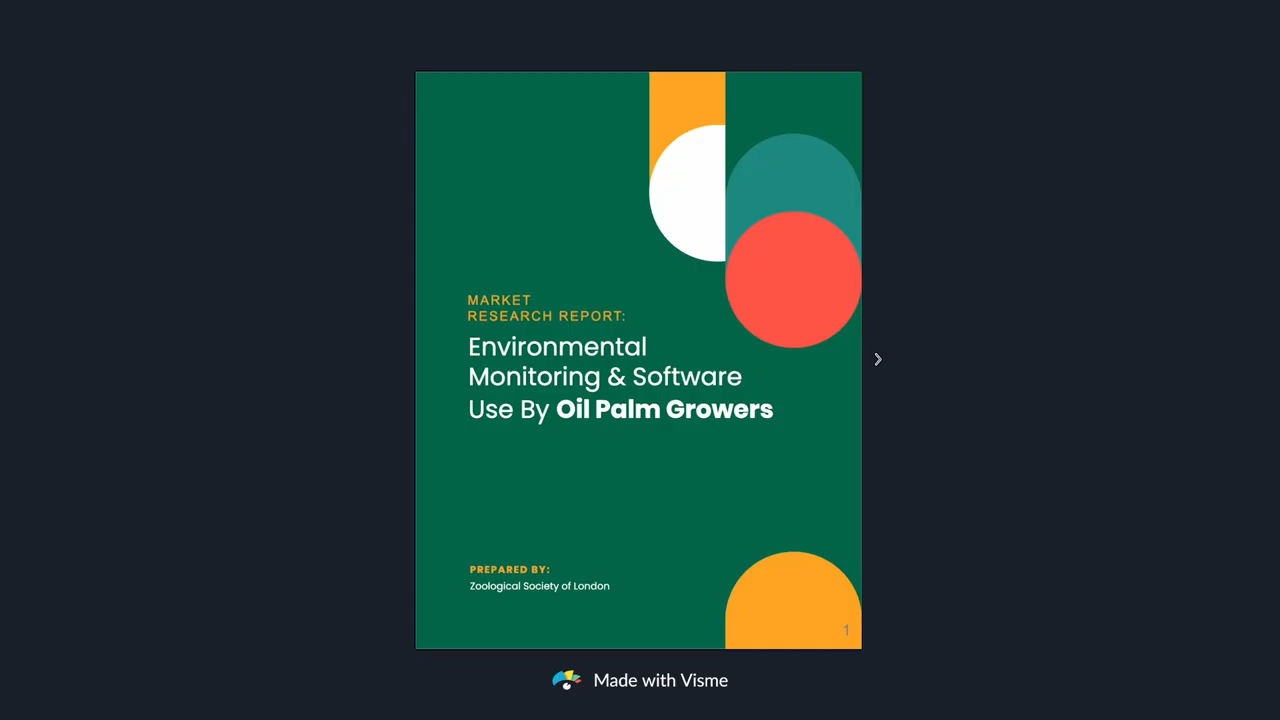 MARKET
RESEARCH REPORT:
Environmental
Monitoring & Software
Use By Oil Palm Growers
PREPARED BY:
Zoological Society of London
1
Made with Visme